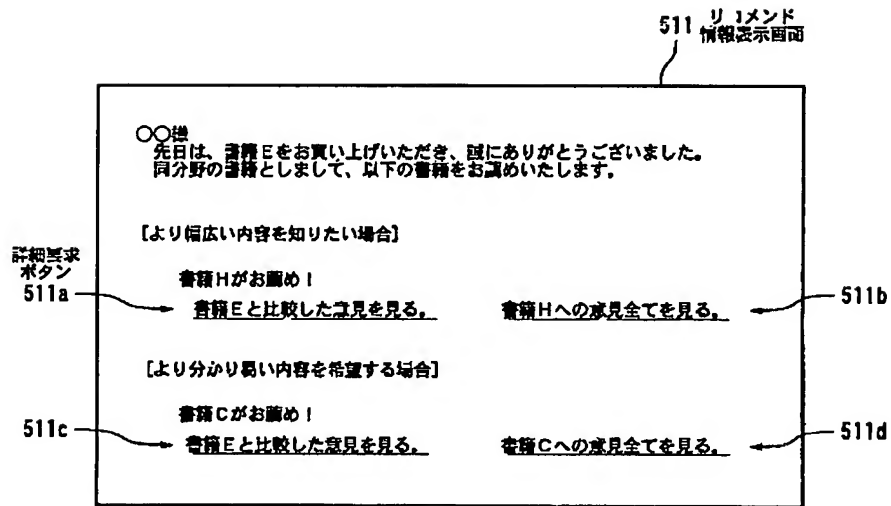 511 リコメンド
情報表示画面
○○様
先日は、書籍Eをお買い上げいただき、誠にありがとうございました。
同分野の書籍としまして、以下の書籍をお薦めいたします。
[より幅広い内容を知りたい場合]
詳細要求
ボタン
書籍Hがお薦め!
511a
書籍Eと比較した意見を見る。 書籍Hへの意見全てを見る。
511b
[より分かり易い内容を希望する場合]
書籍Cがお薦め!
511c
書籍Eと比較した意見を見る。 書籍Cへの意見全てを見る。
511d